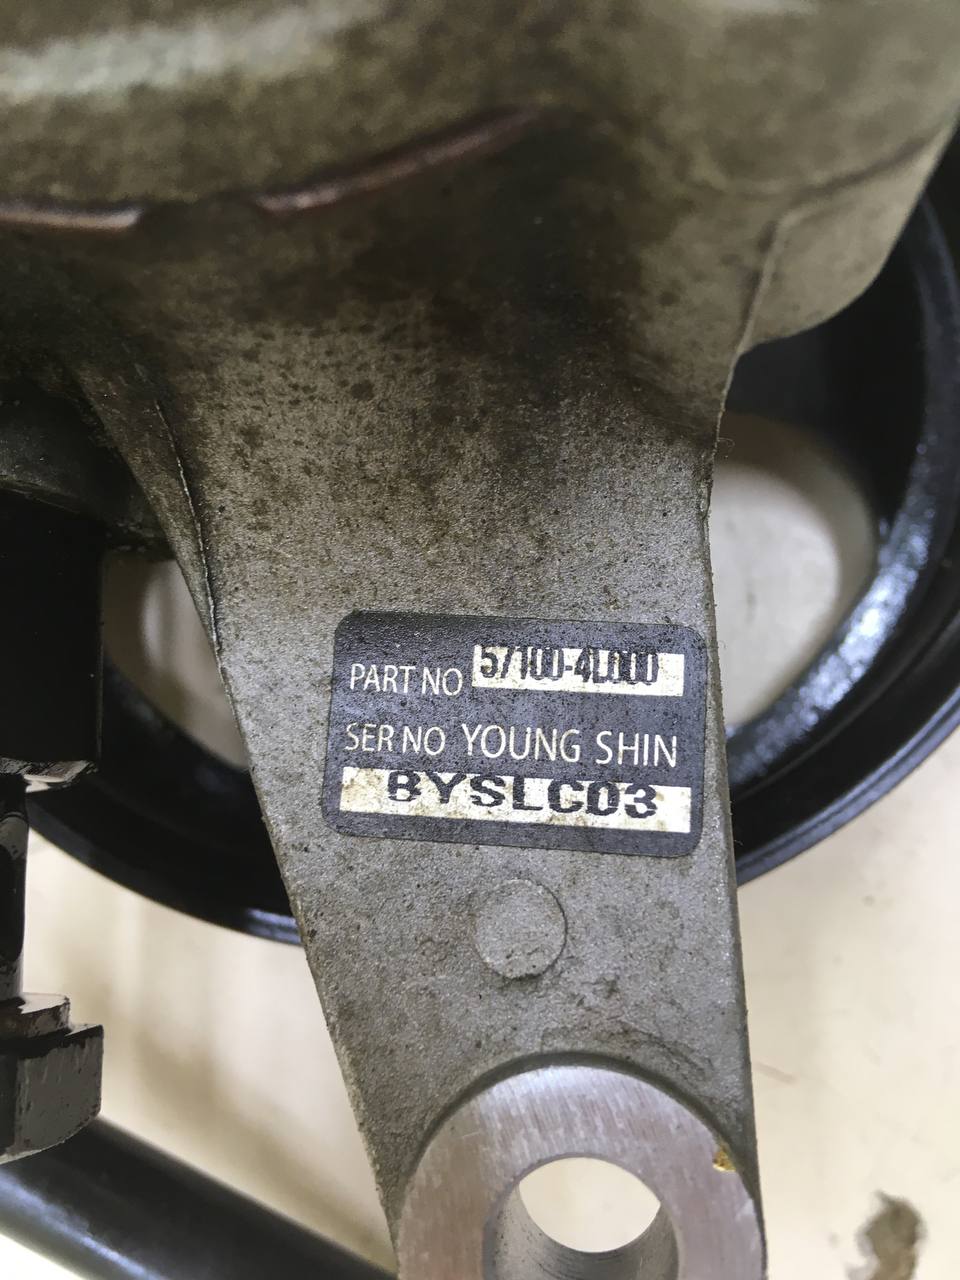 PART NO 57100-4D000
SER NO YOUNG SHIN
BYSLC03